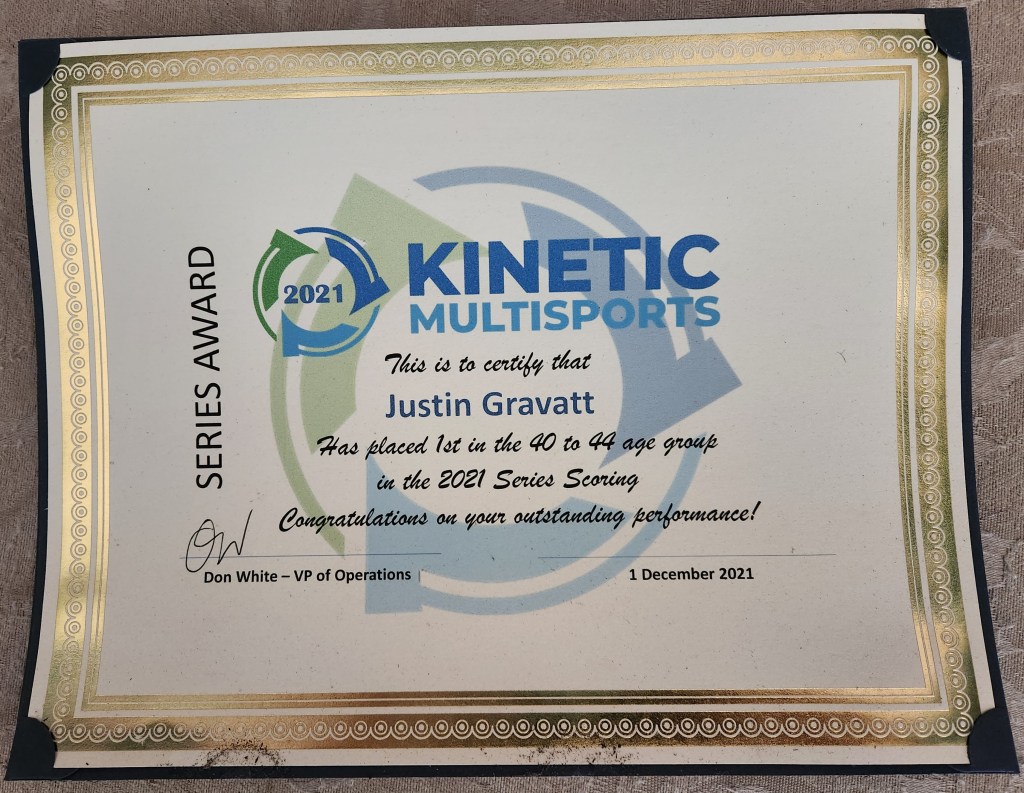 SERIES AWARD
2021
KINETIC
MULTISPORTS
This is to certify that
Justin Gravatt
Has placed 1st in the 40 to 44 age group
in the 2021 Series Scoring
Congratulations on your outstanding performance!
Don White – VP of Operations
1 December 2021